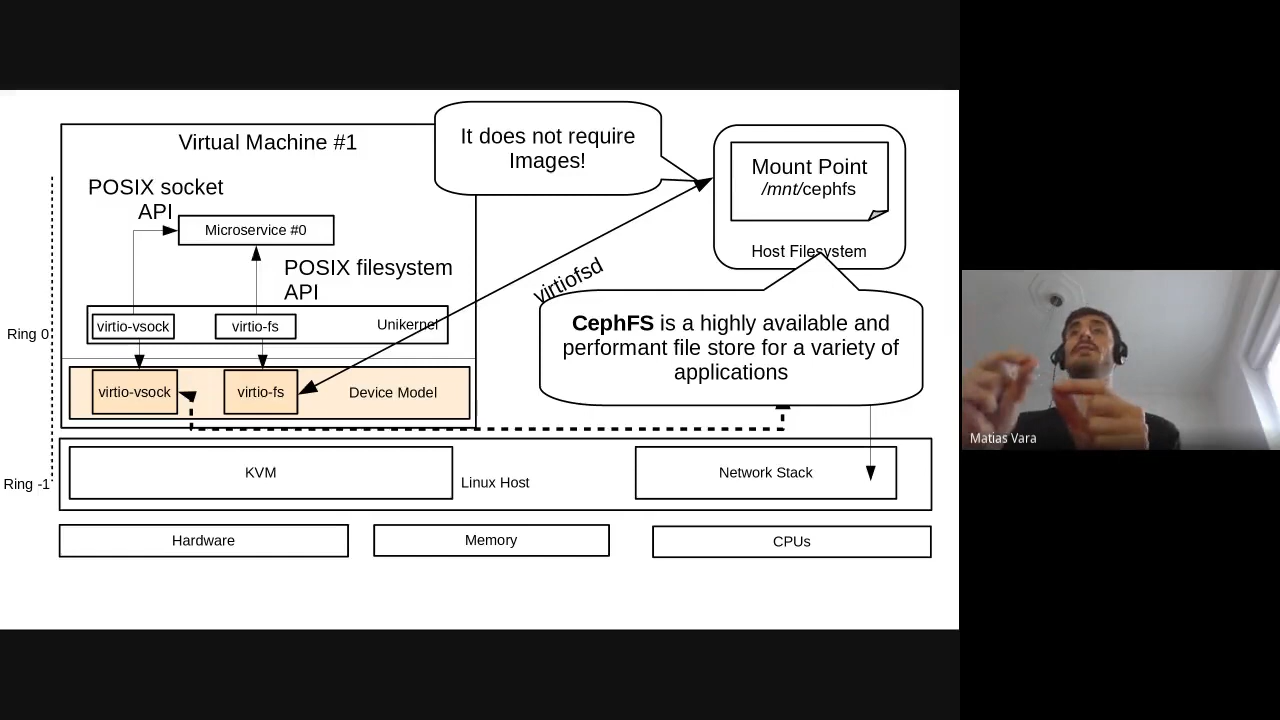 Virtual Machine #1
It does not require
Images!
Mount Point
/mnt/cephfs
Host Filesystem
POSIX socket
API
Microservice #0
POSIX filesystem
API
virtiofsd
virtio-vsock
virtio-fs
Unikernel
Ring 0
CephFS is a highly available and
performant file store for a variety of
applications
virtio-vsock
virtio-fs
Device Model
KVM
Linux Host
Network Stack
Ring -1
Hardware
Memory
CPUs
Matias Vara